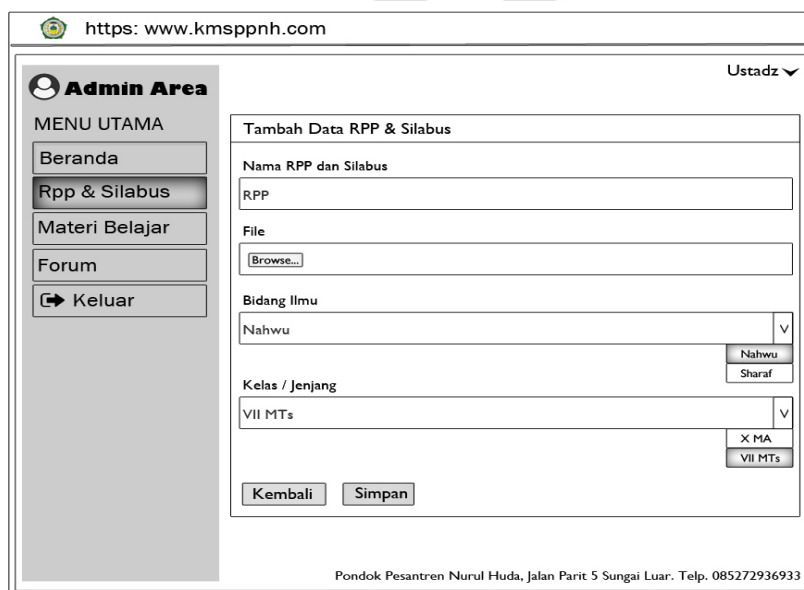 https: www.kmsppnh.com
Ustadz
Admin Area
MENU UTAMA
Beranda
Rpp & Silabus
Materi Belajar
Forum
Keluar
Tambah Data RPP & Silabus
Nama RPP dan Silabus
RPP
File
Browse...
Bidang Ilmu
Nahwu
V
Nahwu
Sharaf
Kelas / Jenjang
VII MTs
V
X MA
VII MTs
Kembali
Simpan
Pondok Pesantren Nurul Huda, Jalan Parit 5 Sungai Luar. Telp. 085272936933